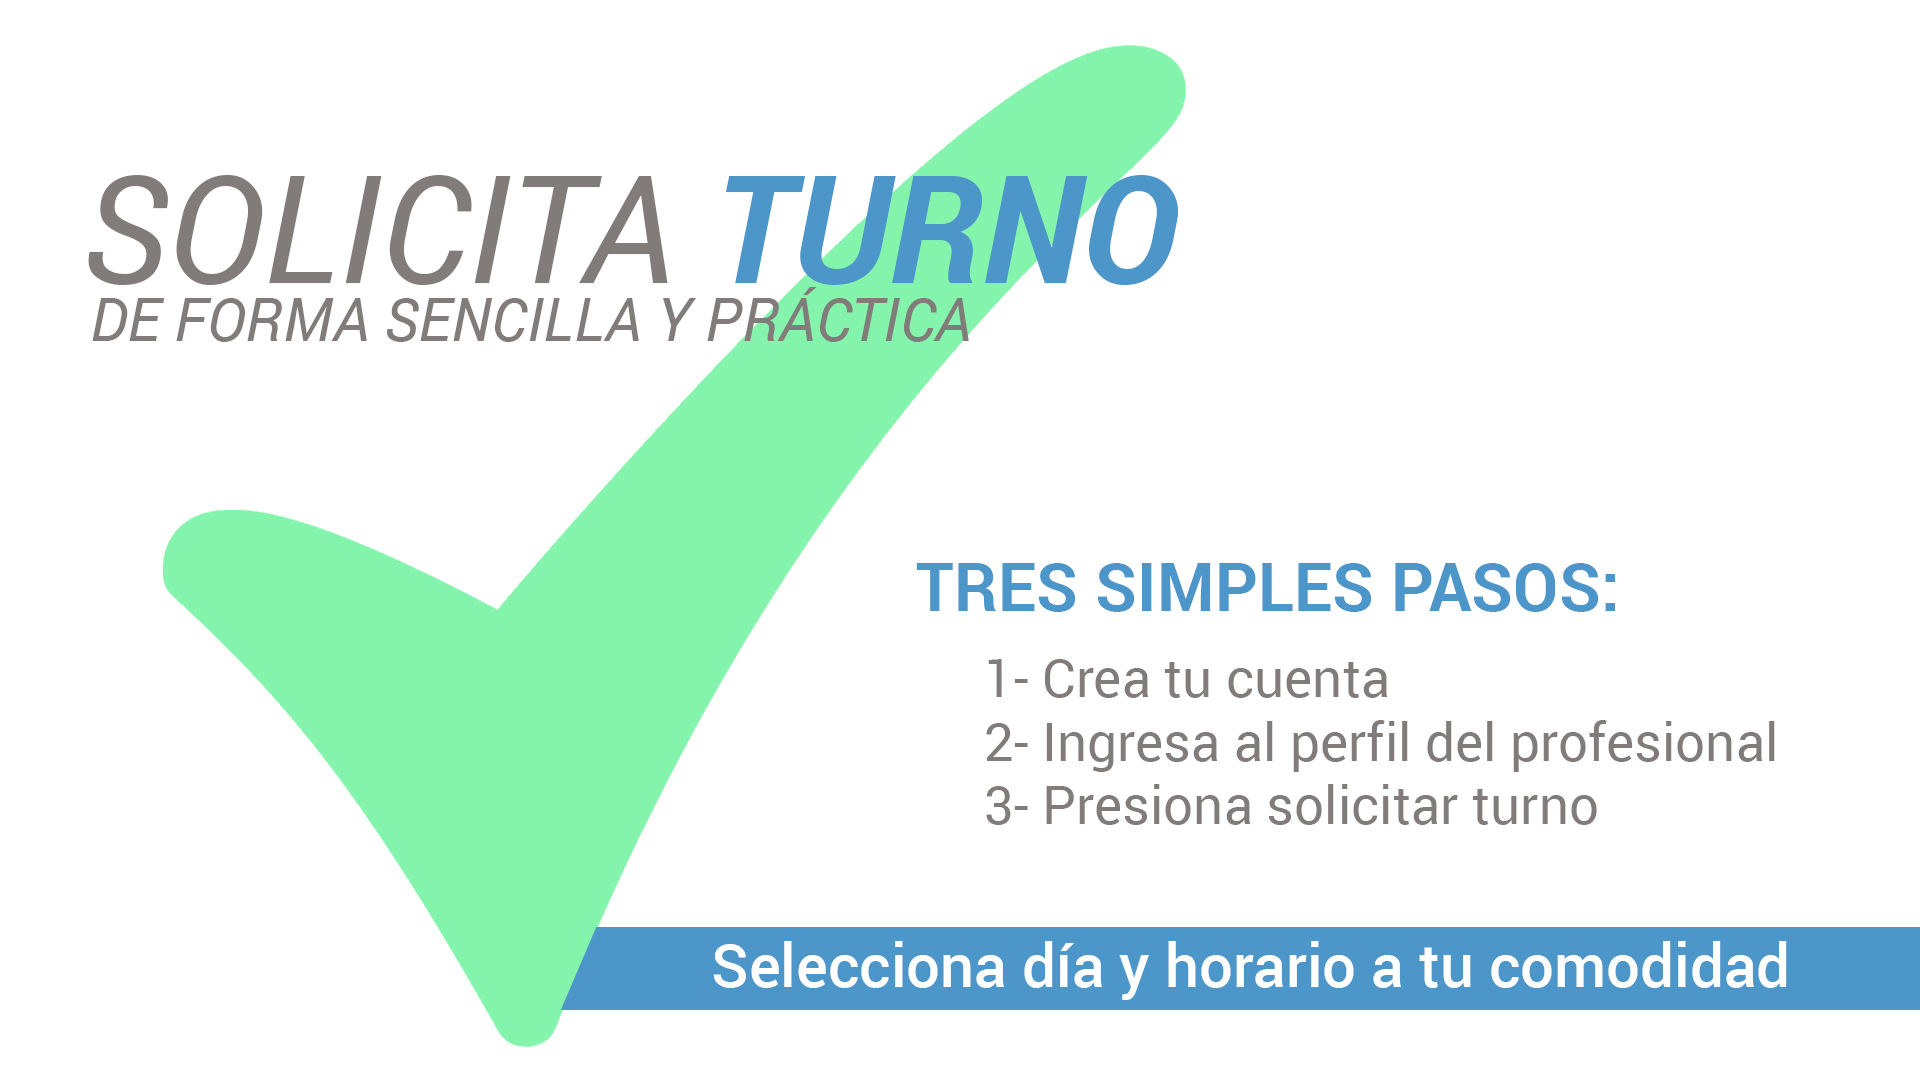 SOLICITA TURNO
DE FORMA SENCILLA Y PRÁCTICA
TRES SIMPLES PASOS:
1- Crea tu cuenta
2- Ingresa al perfil del profesional
3- Presiona solicitar turno
Selecciona día y horario a tu comodidad